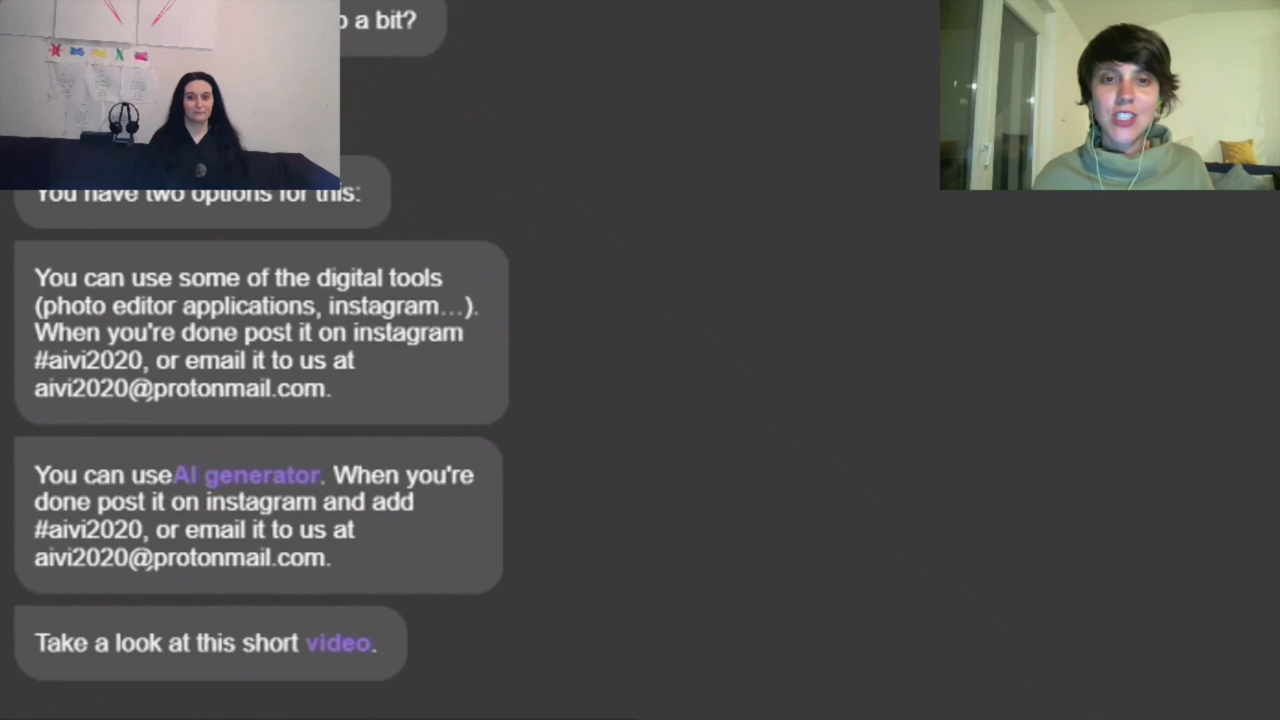 a bit?
You have two options for this:
You can use some of the digital tools
(photo editor applications, instagram...).
When you're done post it on instagram
#aivi2020, or email it to us at
aivi2020@protonmail.com.
You can useAI generator. When you're
done post it on instagram and add
#aivi2020, or email it to us at
aivi2020@protonmail.com.
Take a look at this short video.